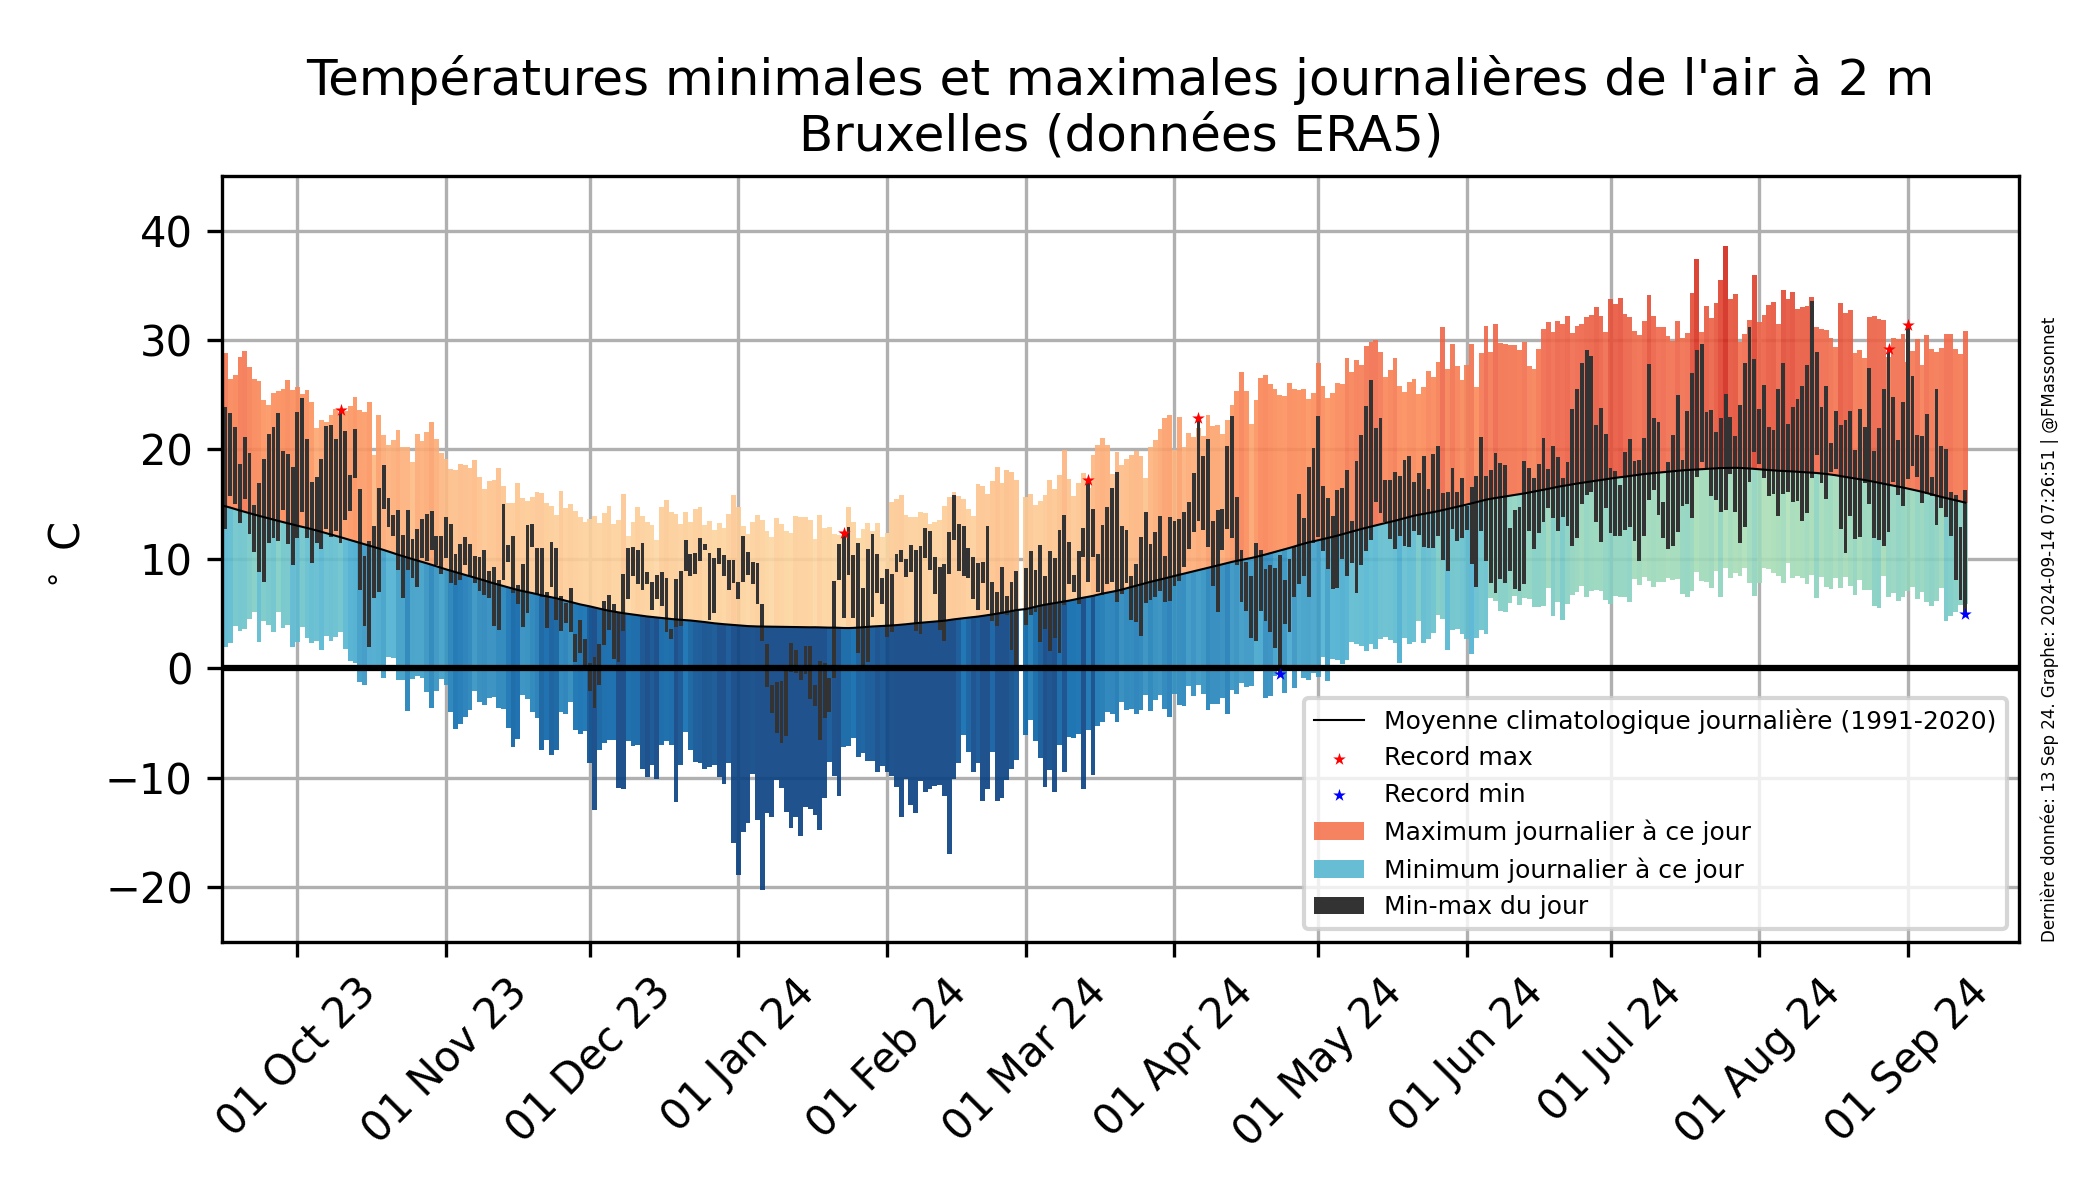 Températures minimales et maximales journalières de l'air à 2 m
Bruxelles (données ERA5)
° C
40
30
20
10
0
−10
−20
01 Oct 23
01 Nov 23
01 Dec 23
01 Jan 24
01 Feb 24
01 Mar 24
01 Apr 24
01 May 24
01 Jun 24
01 Jul 24
01 Aug 24
01 Sep 24
Moyenne climatologique journalière (1991-2020)
Record max
Record min
Maximum journalier à ce jour
Minimum journalier à ce jour
Min-max du jour
Dernière donnée: 13 Sep 24. Graphe: 2024-09-14 07:26:51 | @FMassonnet